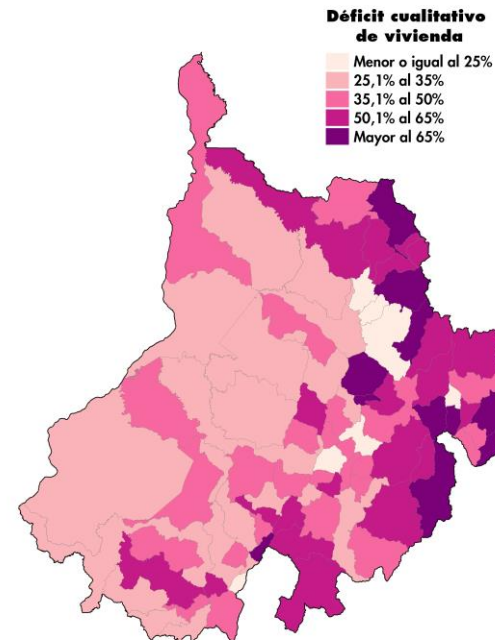 Déficit cualitativo
de vivienda
Menor o igual al 25%
25,1% al 35%
35,1% al 50%
50,1% al 65%
Mayor al 65%